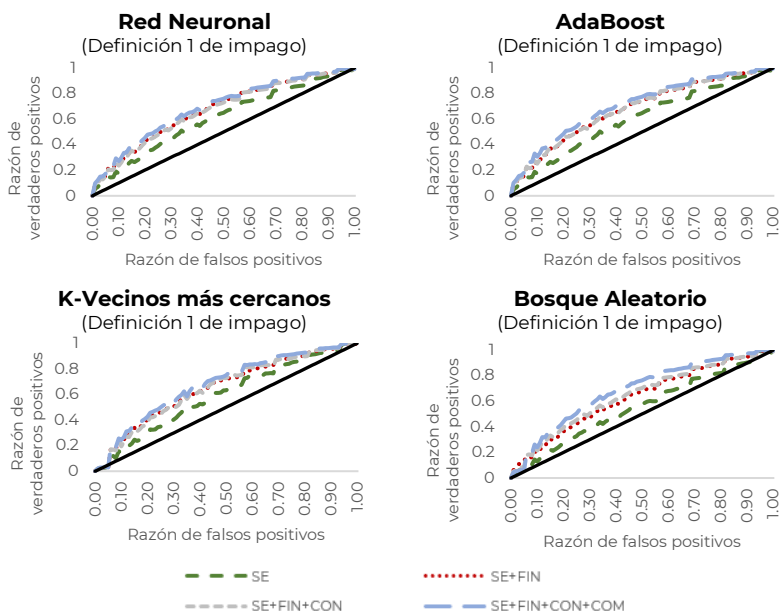 Red Neuronal
(Definición 1 de impago)
Razón de
verdaderos positivos
1
0.8
0.6
0.4
0.2
0
0.00
0.10
0.20
0.30
0.40
0.50
0.60
0.70
0.80
0.90
1.00
Razón de falsos positivos
AdaBoost
(Definición 1 de impago)
Razón de
verdaderos positivos
1
0.8
0.6
0.4
0.2
0
0.00
0.10
0.20
0.30
0.40
0.50
0.60
0.70
0.80
0.90
1.00
Razón de falsos positivos
K-Vecinos más cercanos
(Definición 1 de impago)
Razón de
verdaderos positivos
1
0.8
0.6
0.4
0.2
0
0.00
0.10
0.20
0.30
0.40
0.50
0.60
0.70
0.80
0.90
1.00
Razón de falsos positivos
Bosque Aleatorio
(Definición 1 de impago)
Razón de
verdaderos positivos
1
0.8
0.6
0.4
0.2
0
0.00
0.10
0.20
0.30
0.40
0.50
0.60
0.70
0.80
0.90
1.00
Razón de falsos positivos
SE
SE+FIN
SE+FIN+CON
SE+FIN+CON+COM